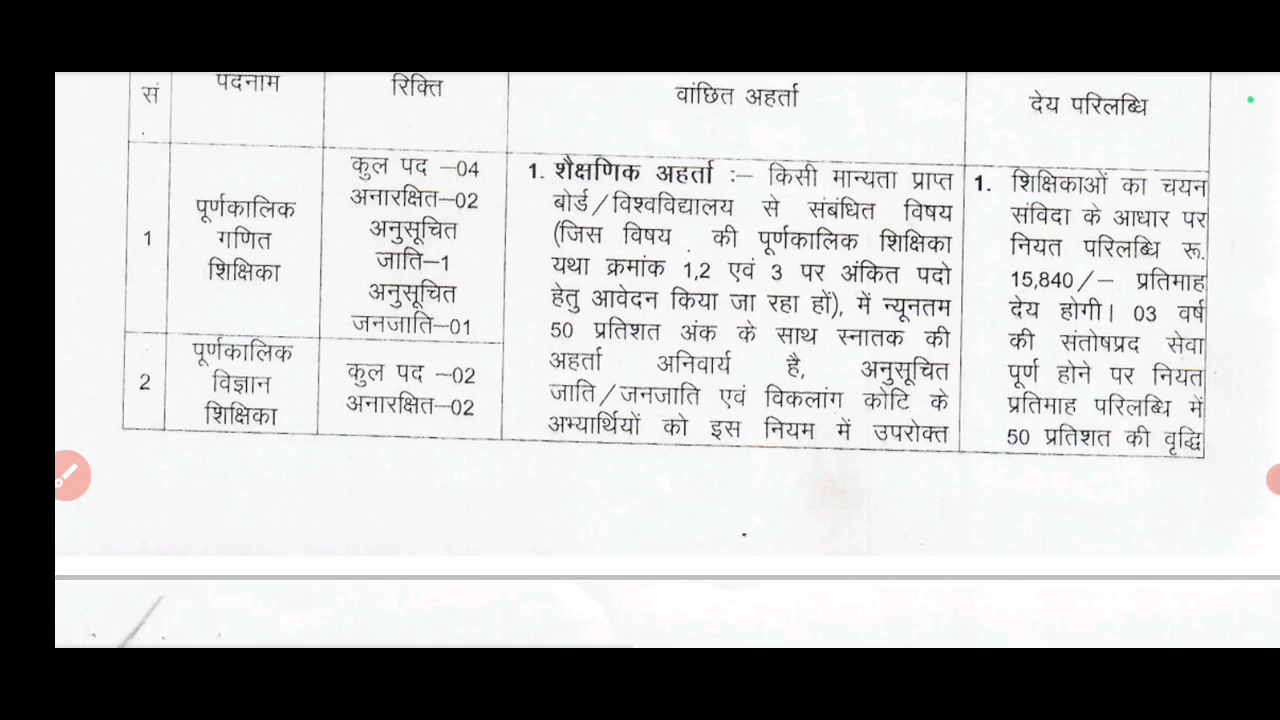 सं
पदनाम
रिक्ति
वांछित अहर्ता
देय परिलब्धि
1
पूर्णकालिक
गणित
शिक्षिका
कुल पद –04
अनारक्षित–02
अनुसूचित
जाति–1
अनुसूचित
जनजाति–01
2
पूर्णकालिक
विज्ञान
शिक्षिका
कुल पद –02
अनारक्षित–02
1. शैक्षणिक अहर्ता :– किसी मान्यता प्राप्त
बोर्ड/विश्वविद्यालय से संबंधित विषय
(जिस विषय की पूर्णकालिक शिक्षिका
यथा क्रमांक 1,2 एवं 3 पर अंकित पदो
हेतु आवेदन किया जा रहा हों), में न्यूनतम
50 प्रतिशत अंक के साथ स्नातक की
अहर्ता अनिवार्य है, अनुसूचित
जाति/जनजाति एवं विकलांग कोटि के
अभ्यार्थियों को इस नियम में उपरोक्त
1. शिक्षिकाओं का चयन
संविदा के आधार पर
नियत परिलब्धि रू.
15,840/– प्रतिमाह
देय होगी। 03 वर्ष
की संतोषप्रद सेवा
पूर्ण होने पर नियत
प्रतिमाह परिलब्धि में
50 प्रतिशत की वृद्धि